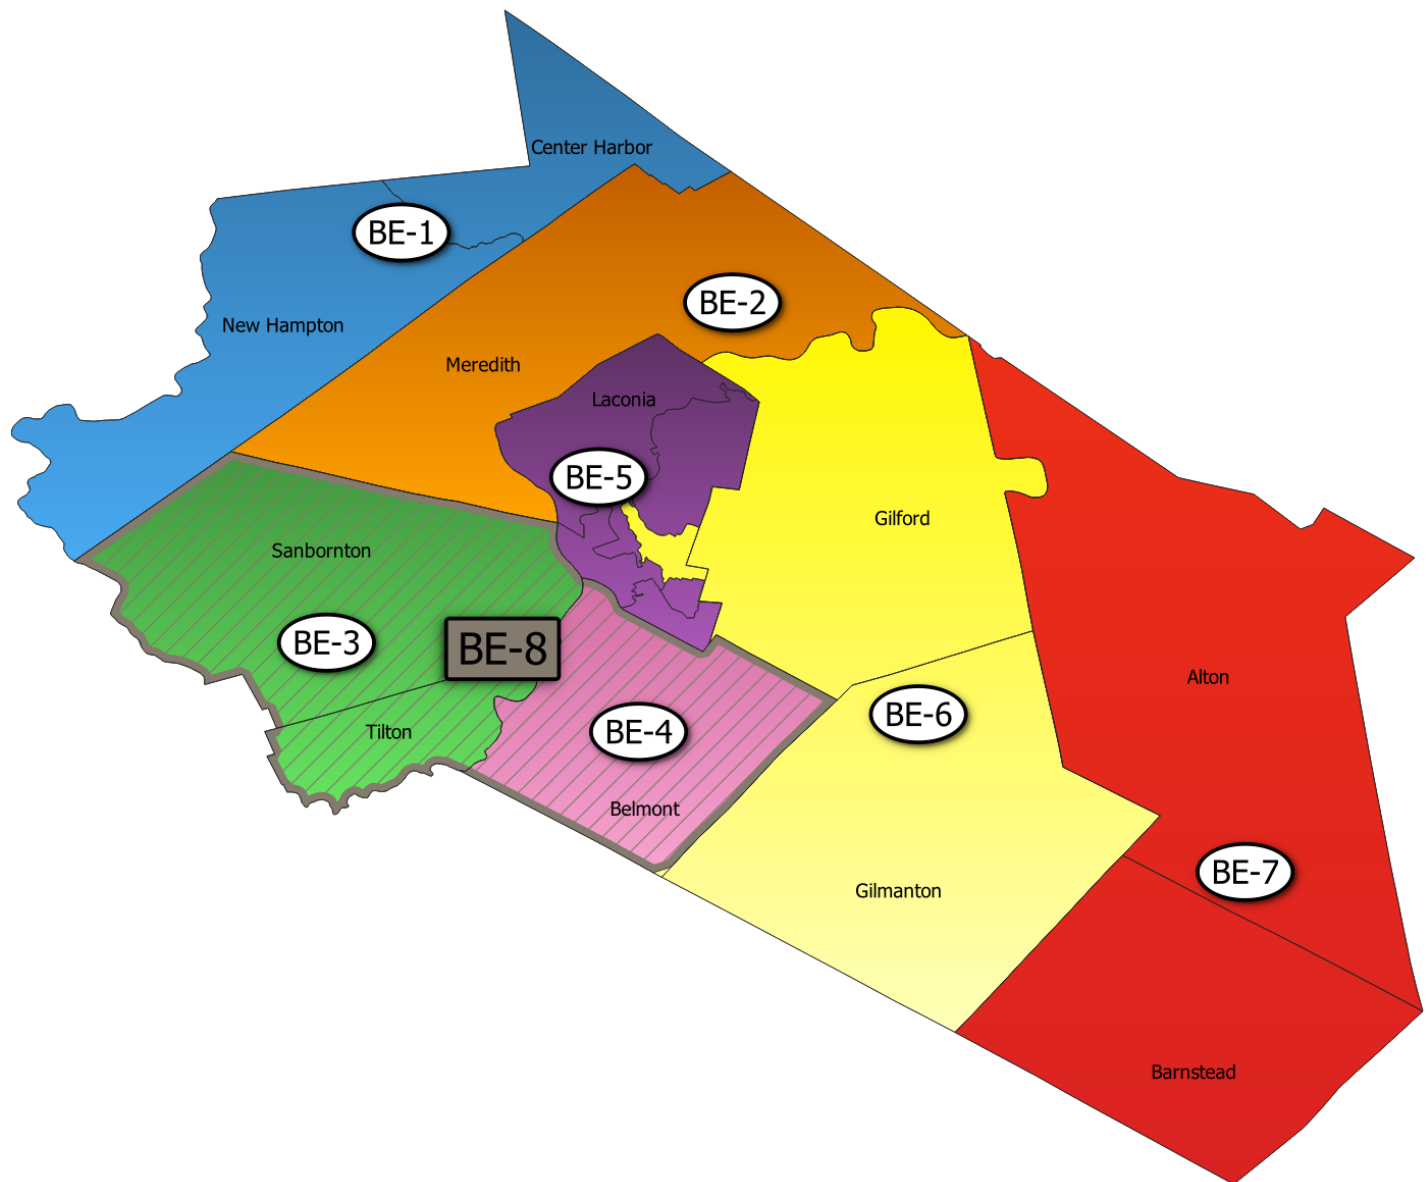 Center Harbor
BE-1
BE-2
New Hampton
Meredith
Laconia
BE-5
Gilford
Sanbornton
BE-3
BE-8
Alton
BE-6
Tilton
BE-4
Belmont
BE-7
Gilmanton
Barnstead